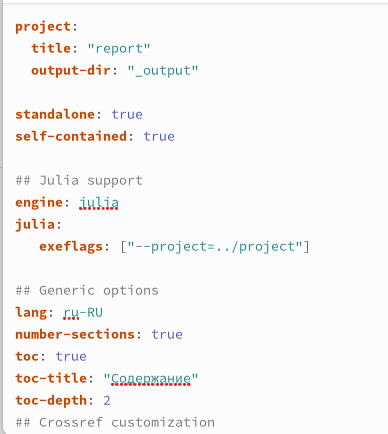 project:
  title: "report"
  output-dir: "_output"

standalone: true
self-contained: true

## Julia support
engine: julia
julia:
   exeflags: ["--project=../project"]

## Generic options
lang: ru-RU
number-sections: true
toc: true
toc-title: "Содержание"
toc-depth: 2
## Crossref customization